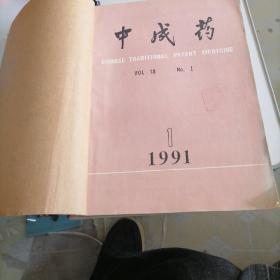 中成药
CHINESE TRADITIONAL PATENT MEDICINE
VOL 13 No. 1
1
1991